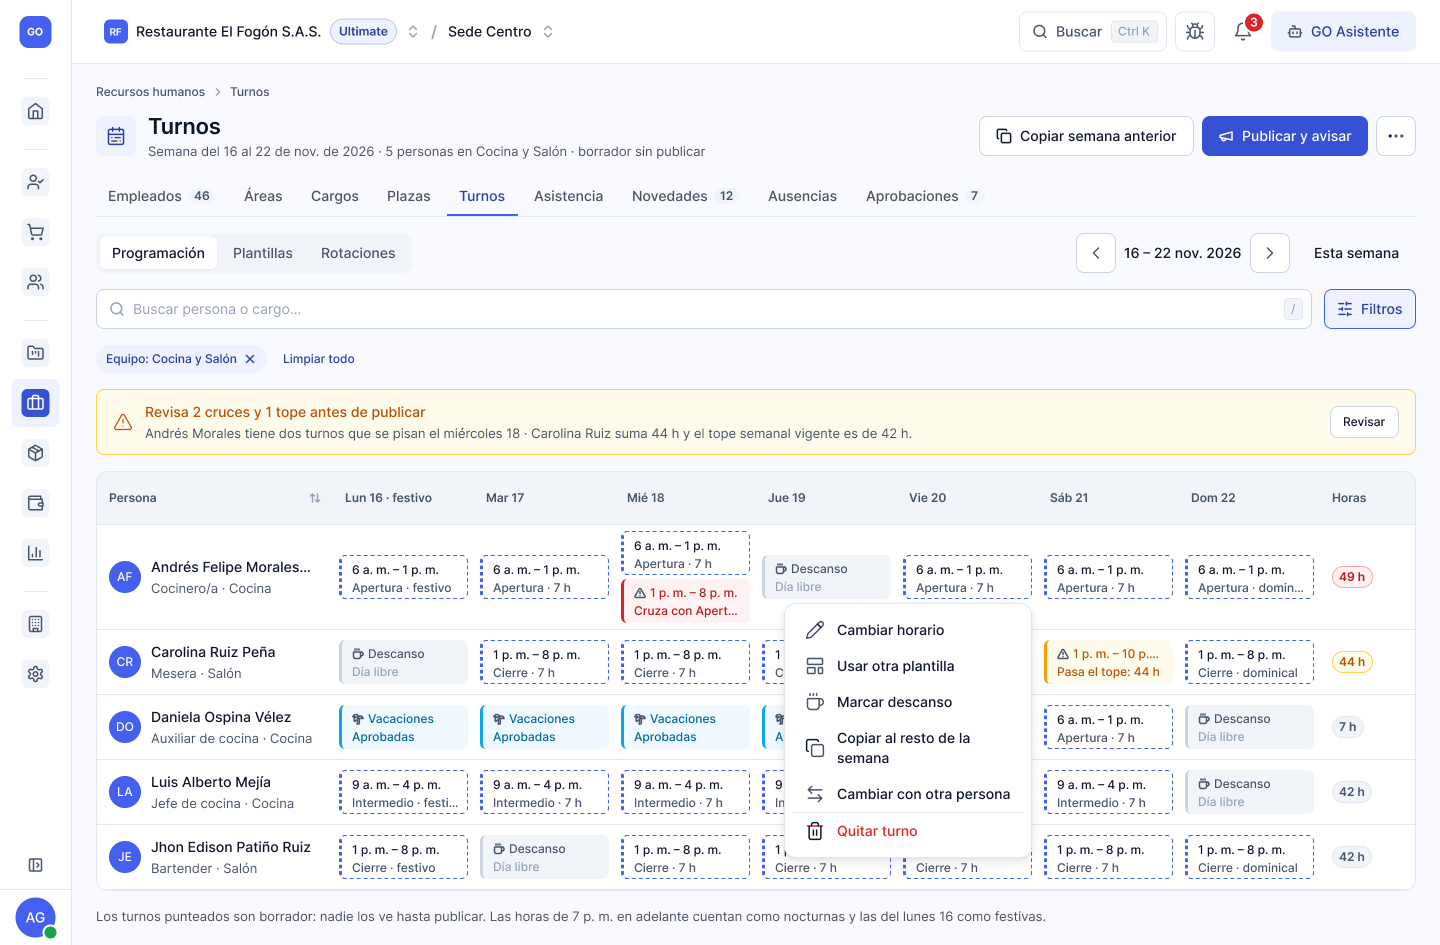 GO
RF Restaurante El Fogón S.A.S. Ultimate / Sede Centro
Buscar Ctrl K
3
GO Asistente
Recursos humanos > Turnos
Turnos
Semana del 16 al 22 de nov. de 2026 · 5 personas en Cocina y Salón · borrador sin publicar
Copiar semana anterior
Publicar y avisar
Empleados 46 Áreas Cargos Plazas Turnos Asistencia Novedades 12 Ausencias Aprobaciones 7
Programación Plantillas Rotaciones
16 – 22 nov. 2026
Esta semana
Buscar persona o cargo... /
Filtros
Equipo: Cocina y Salón
Limpiar todo
Revisa 2 cruces y 1 tope antes de publicar
Andrés Morales tiene dos turnos que se pisan el miércoles 18 · Carolina Ruiz suma 44 h y el tope semanal vigente es de 42 h.
Revisar
Persona Lun 16 · festivo Mar 17 Mié 18 Jue 19 Vie 20 Sáb 21 Dom 22 Horas
AF
Andrés Felipe Morales...
Cocinero/a · Cocina
6 a. m. – 1 p. m.
Apertura · festivo
6 a. m. – 1 p. m.
Apertura · 7 h
6 a. m. – 1 p. m.
Apertura · 7 h
1 p. m. – 8 p. m.
Cruza con Apert...
Descanso
Día libre
6 a. m. – 1 p. m.
Apertura · 7 h
6 a. m. – 1 p. m.
Apertura · 7 h
6 a. m. – 1 p. m.
Apertura · domin...
49 h
CR
Carolina Ruiz Peña
Mesera · Salón
Descanso
Día libre
1 p. m. – 8 p. m.
Cierre · 7 h
1 p. m. – 8 p. m.
Cierre · 7 h
1
C
1 p. m. – 10 p....
Pasa el tope: 44 h
1 p. m. – 8 p. m.
Cierre · dominical
44 h
DO
Daniela Ospina Vélez
Auxiliar de cocina · Cocina
Vacaciones
Aprobadas
Vacaciones
Aprobadas
Vacaciones
Aprobadas
A
6 a. m. – 1 p. m.
Apertura · 7 h
Descanso
Día libre
7 h
LA
Luis Alberto Mejía
Jefe de cocina · Cocina
9 a. m. – 4 p. m.
Intermedio · festi...
9 a. m. – 4 p. m.
Intermedio · 7 h
9 a. m. – 4 p. m.
Intermedio · 7 h
9
In
9 a. m. – 4 p. m.
Intermedio · 7 h
Descanso
Día libre
42 h
JE
Jhon Edison Patiño Ruiz
Bartender · Salón
1 p. m. – 8 p. m.
Cierre · festivo
Descanso
Día libre
1 p. m. – 8 p. m.
Cierre · 7 h
1
Cierre · 7 h
Cierre · 7 h
1 p. m. – 8 p. m.
Cierre · 7 h
1 p. m. – 8 p. m.
Cierre · dominical
42 h
Cambiar horario
Usar otra plantilla
Marcar descanso
Copiar al resto de la
semana
Cambiar con otra persona
Quitar turno
AG
Los turnos punteados son borrador: nadie los ve hasta publicar. Las horas de 7 p. m. en adelante cuentan como nocturnas y las del lunes 16 como festivas.